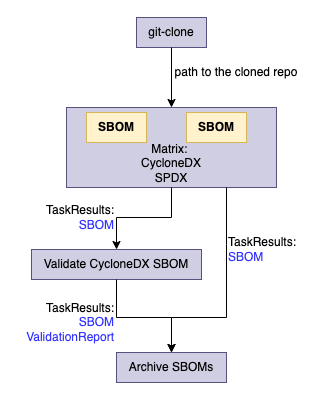 git-clone
path to the cloned repo
SBOM
SBOM
Matrix:
CycloneDX
SPDX
TaskResults:
SBOM
TaskResults:
SBOM
Validate CycloneDX SBOM
TaskResults:
SBOM
ValidationReport
Archive SBOMs